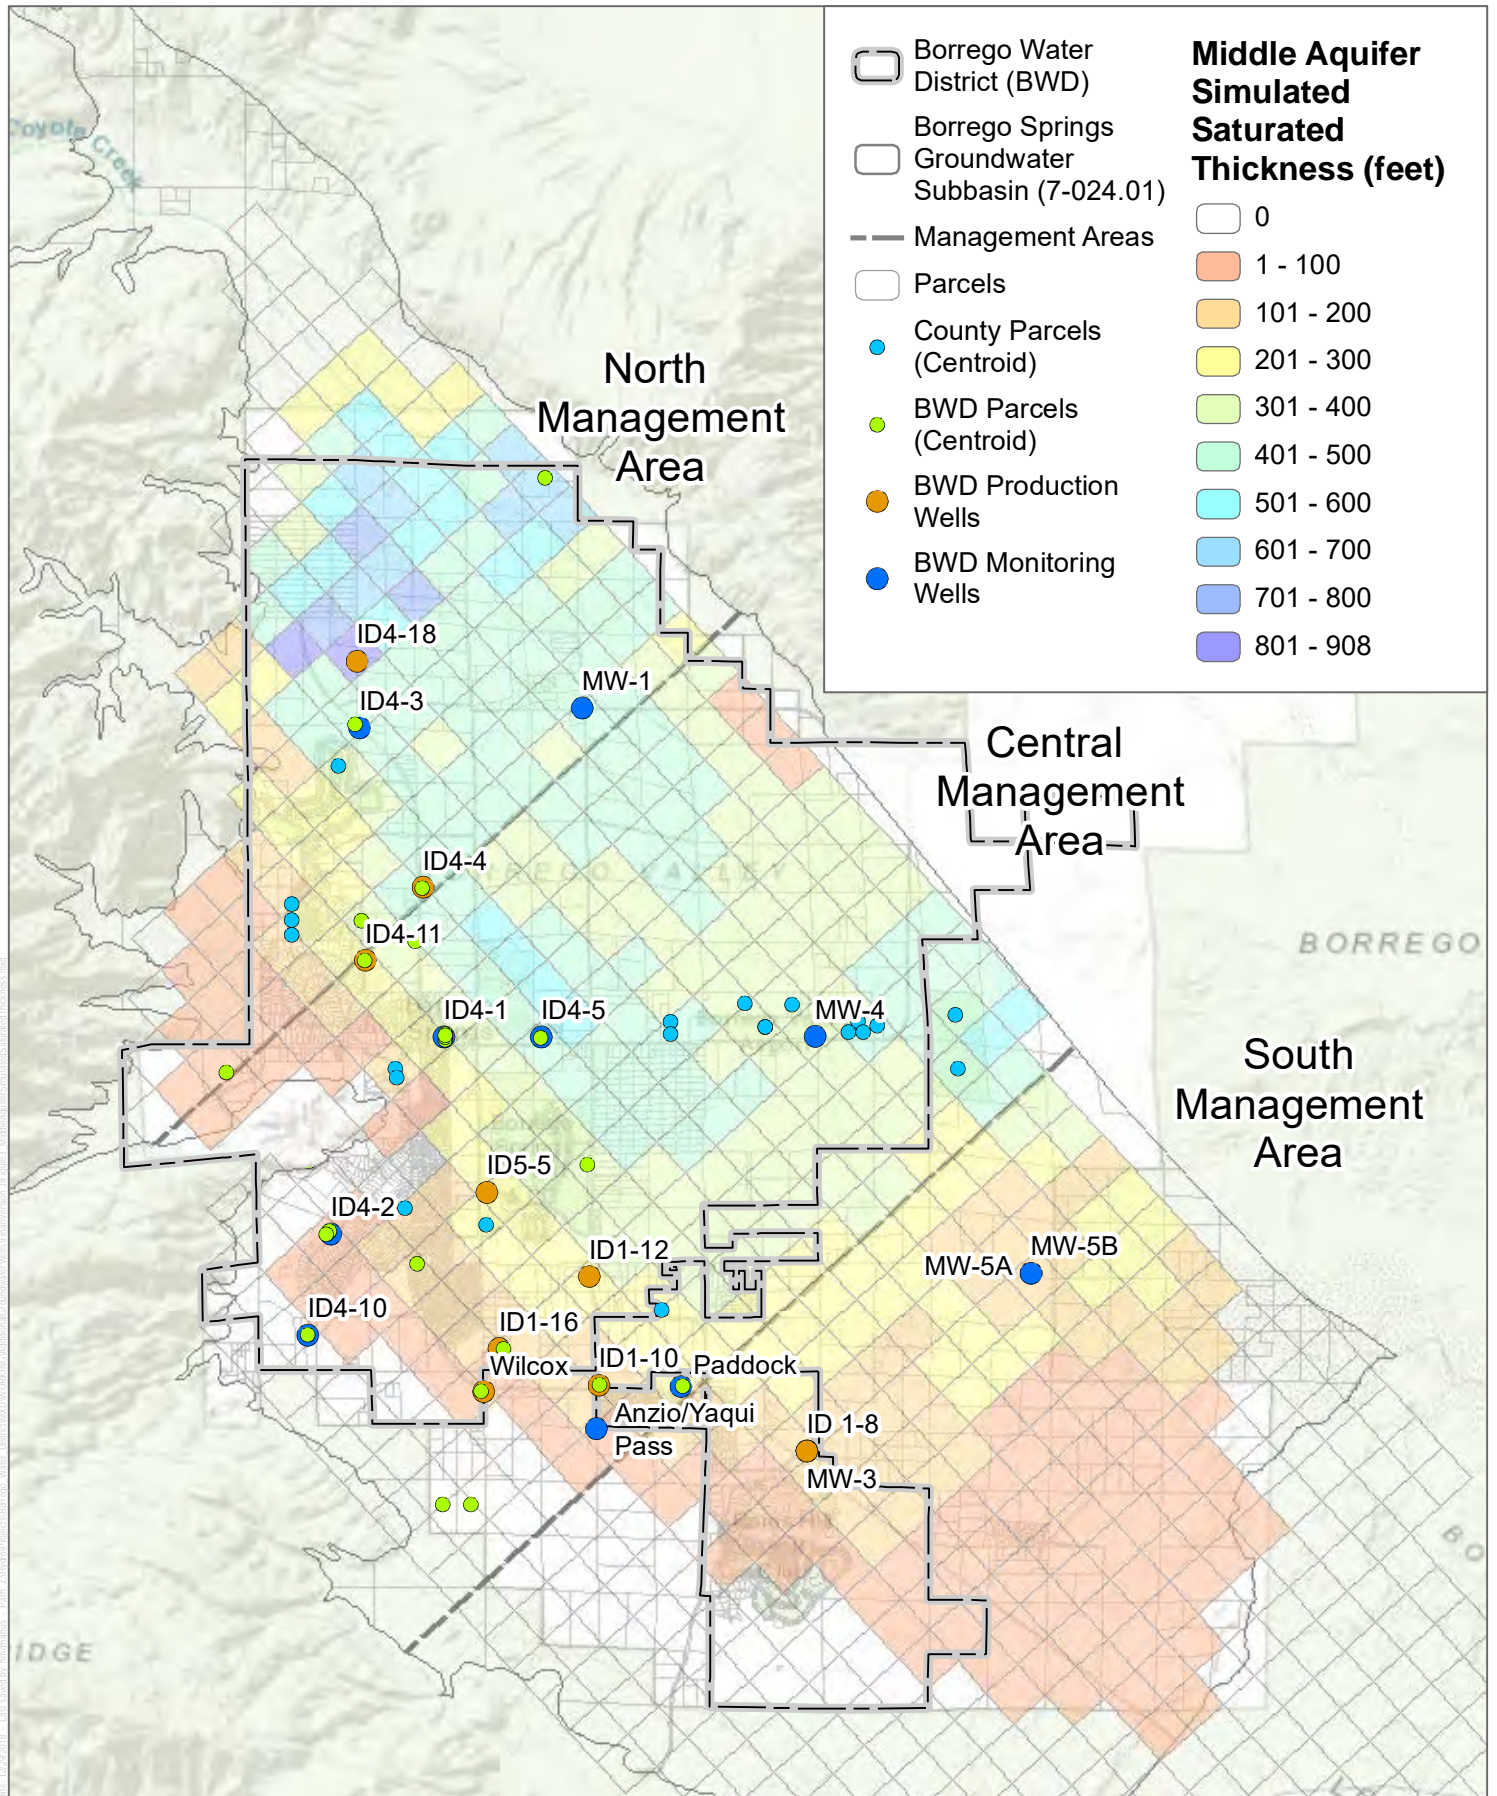 Borrego Water
District (BWD)
Borrego Springs
Groundwater
Subbasin (7-024.01)
Management Areas
Parcels
County Parcels
(Centroid)
BWD Parcels
(Centroid)
BWD Production
Wells
BWD Monitoring
Wells
Middle Aquifer
Simulated
Saturated
Thickness (feet)
0
1 - 100
101 - 200
201 - 300
301 - 400
401 - 500
501 - 600
601 - 700
701 - 800
801 - 908
Coyote Creek
North
Management
Area
ID4-18
ID4-3
MW-1
Central
Management
Area
ID4-4
VALLEY
ID4-11
BORREGO
ID4-1
ID4-5
MW-4
South
Management
Area
ID5-5
ID4-2
ID1-12
MW-5A
MW-5B
ID4-10
ID1-16
Wilcox
ID1-10
Paddock
Anzio/Yaqui
Pass
ID 1-8
MW-3
BO
IDGE